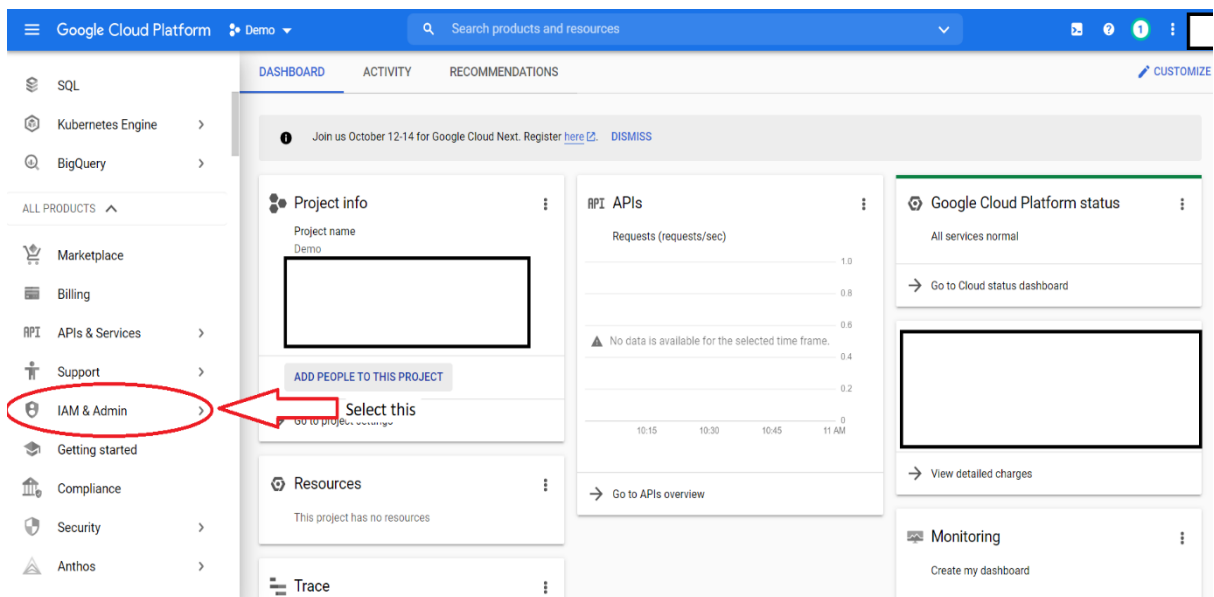 Google Cloud Platform Demo Search products and resources 1
SQL
Kubernetes Engine
BigQuery
ALL PRODUCTS
Marketplace
Billing
API APIs & Services
Support
IAM & Admin
Getting started
Compliance
Security
Anthos
DASHBOARD ACTIVITY RECOMMENDATIONS CUSTOMIZE
Join us October 12-14 for Google Cloud Next. Register here. DISMISS
Project info
Project name
Demo
ADD PEOPLE TO THIS PROJECT
Select this
Go to project settings
Resources
This project has no resources
Trace
API APIs
Requests (requests/sec)
1.0
0.8
0.6
No data is available for the selected time frame.
0.4
0.2
0
10:15 10:30 10:45 11 AM
Go to APIs overview
Google Cloud Platform status
All services normal
Go to Cloud status dashboard
View detailed charges
Monitoring
Create my dashboard